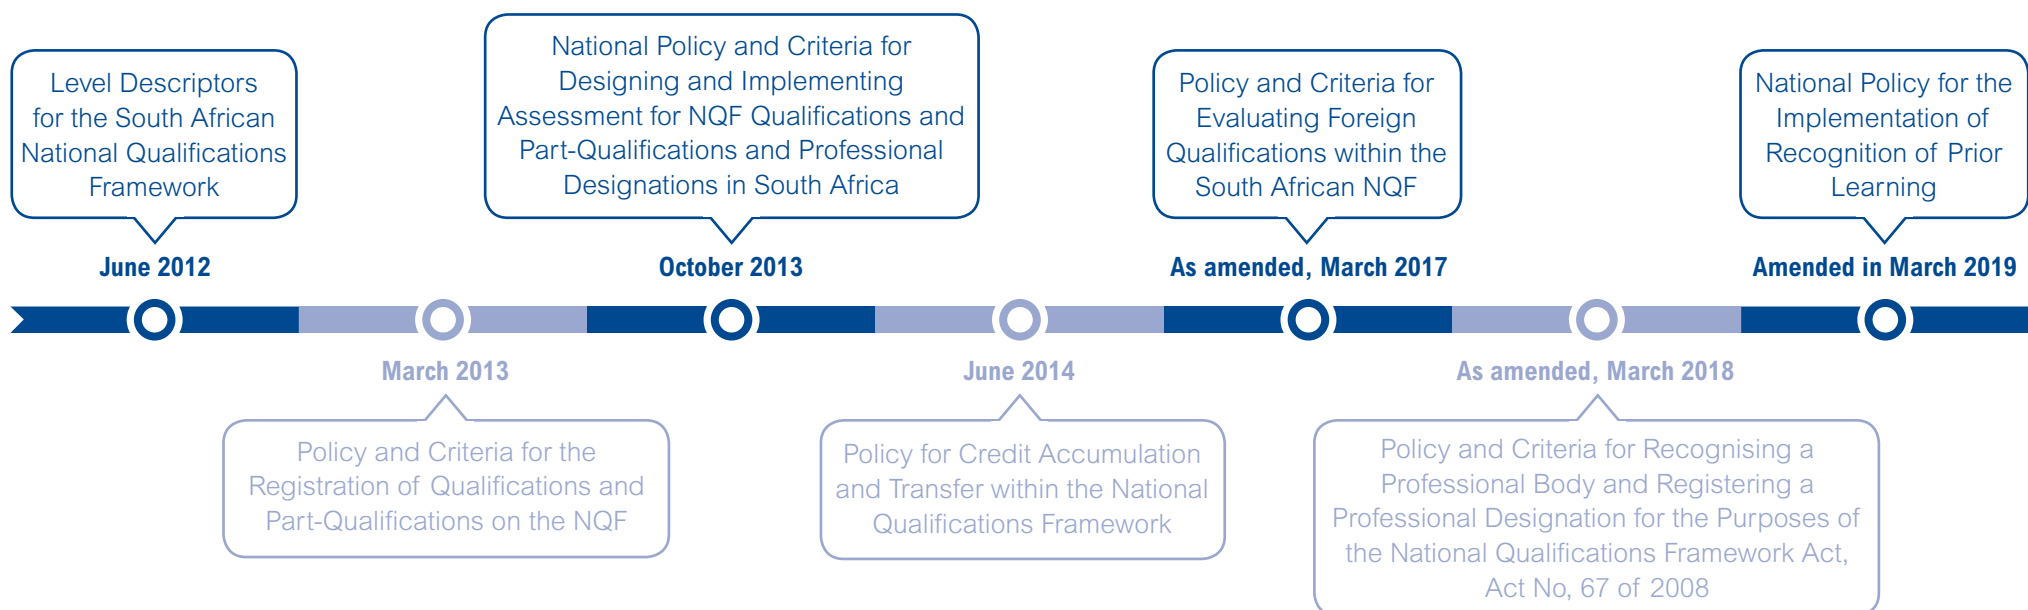 Level Descriptors
for the South African
National Qualifications
Framework
June 2012
March 2013
Policy and Criteria for the
Registration of Qualifications and
Part-Qualifications on the NQF
National Policy and Criteria for
Designing and Implementing
Assessment for NQF Qualifications and
Part-Qualifications and Professional
Designations in South Africa
October 2013
June 2014
Policy for Credit Accumulation
and Transfer within the National
Qualifications Framework
Policy and Criteria for
Evaluating Foreign
Qualifications within the
South African NQF
As amended, March 2017
As amended, March 2018
Policy and Criteria for Recognising a
Professional Body and Registering a
Professional Designation for the Purposes of
the National Qualifications Framework Act,
Act No, 67 of 2008
National Policy for the
Implementation of
Recognition of Prior
Learning
Amended in March 2019